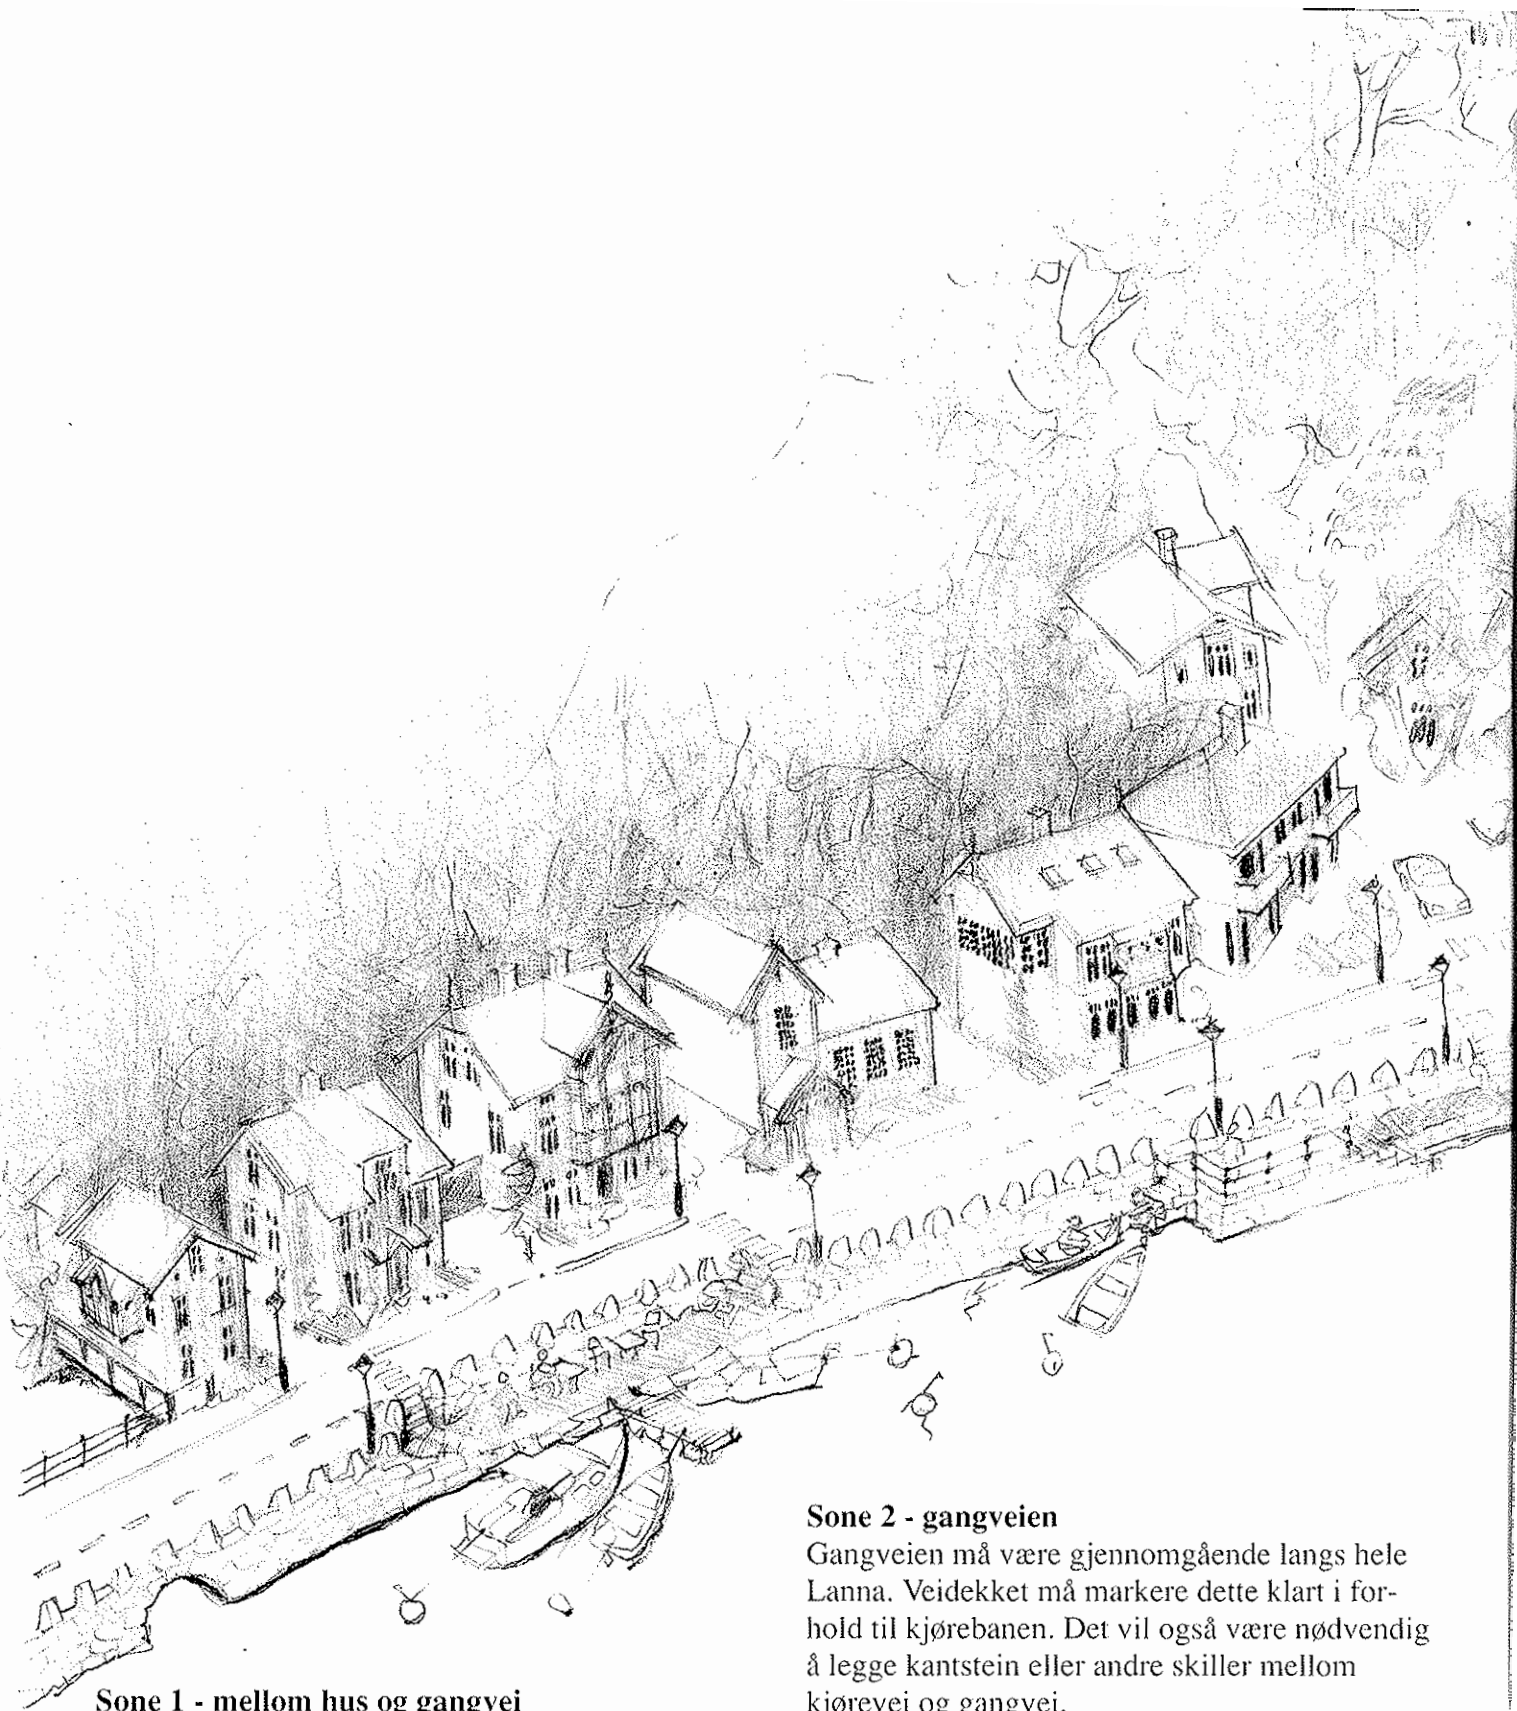 Sone 2 - gangveien
Gangveien må være gjennomgående langs hele
Lanna. Veidekket må markere dette klart i for-
hold til kjørebanen. Det vil også være nødvendig
å legge kantstein eller andre skiller mellom
kjørevei og gangvei.
Sone 1 - mellom hus og gangvei